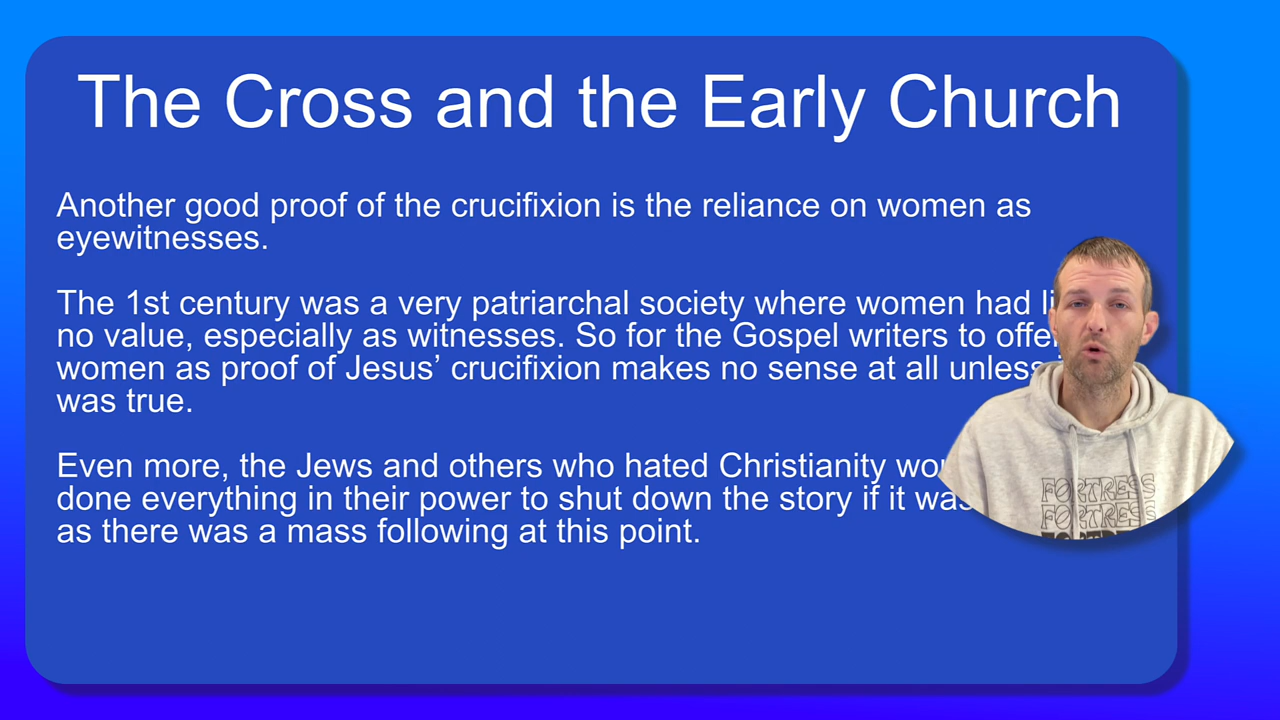 The Cross and the Early Church
Another good proof of the crucifixion is the reliance on women as
eyewitnesses.
The 1st century was a very patriarchal society where women had
no value, especially as witnesses. So for the Gospel writers to offer
women as proof of Jesus’ crucifixion makes no sense at all unless
was true.
Even more, the Jews and others who hated Christianity
done everything in their power to shut down the story if it was
as there was a mass following at this point.
FORTRESS
FORTRESS
FORTRESS